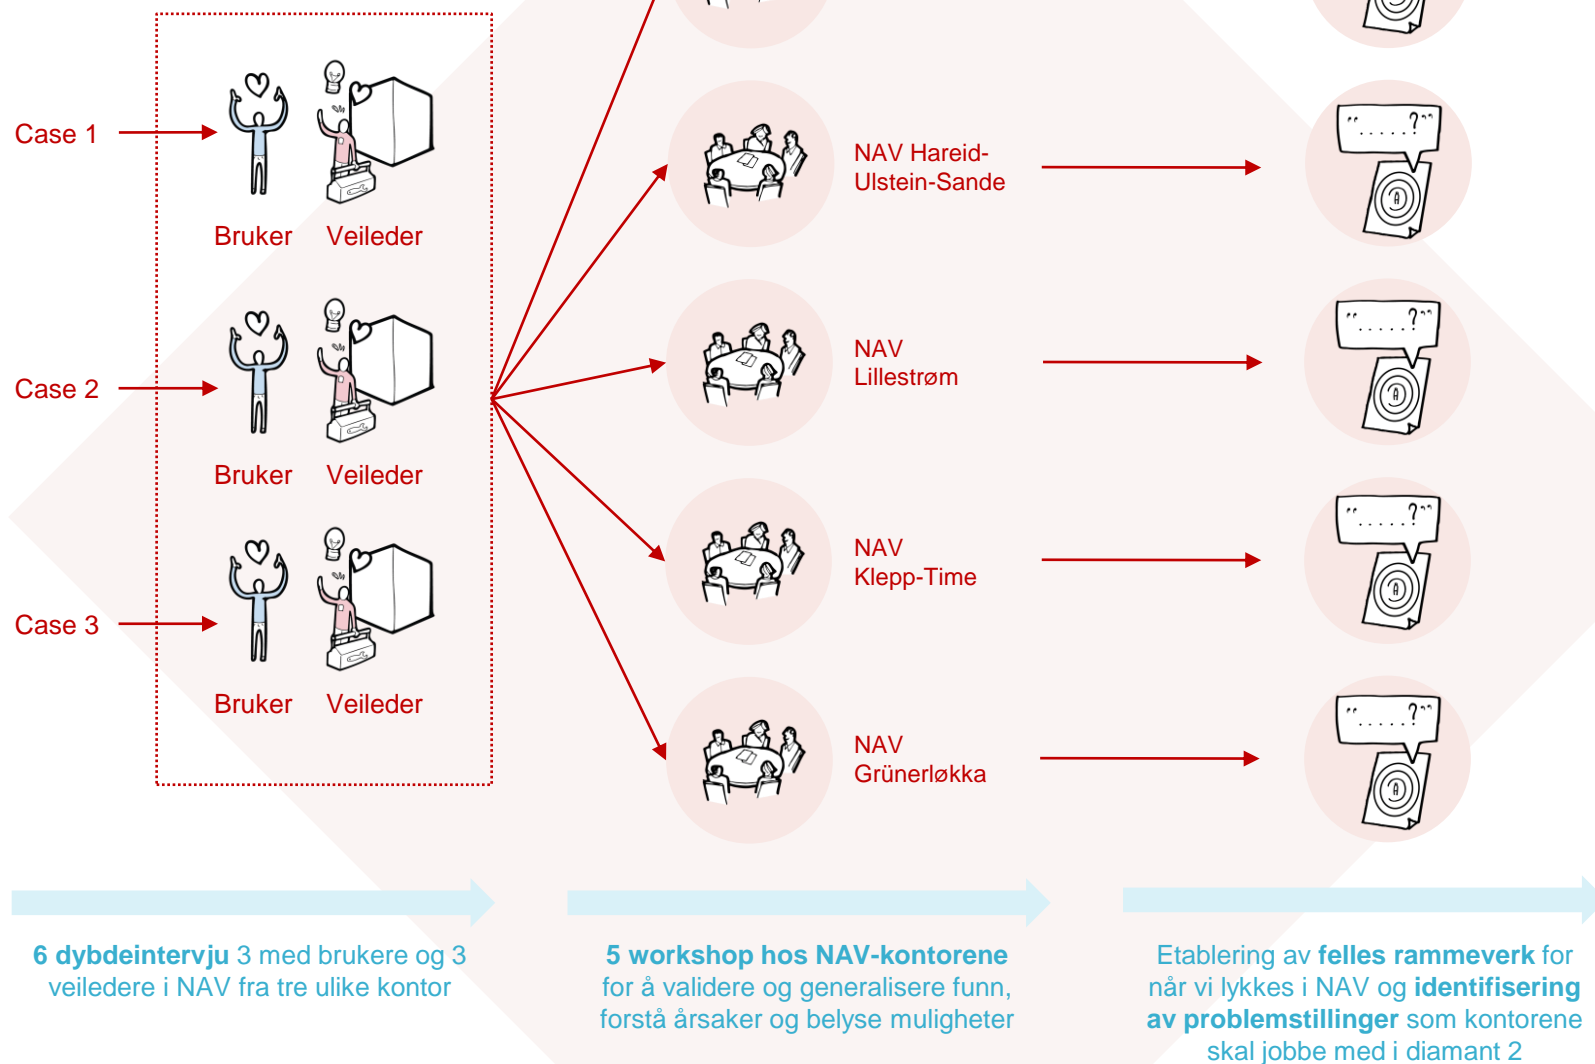 Case 1
Bruker Veileder
Case 2
Bruker Veileder
Case 3
Bruker Veileder
NAV Hareid-
Ulstein-Sande
NAV
Lillestrøm
NAV
Klepp-Time
NAV
Grünerløkka
".....?"
".....?"
".....?"
".....?"
6 dybdeintervju 3 med brukere og 3
veiledere i NAV fra tre ulike kontor
5 workshop hos NAV-kontorene
for å validere og generalisere funn,
forstå årsaker og belyse muligheter
Etablering av felles rammeverk for
når vi lykkes i NAV og identifisering
av problemstillinger som kontorene
skal jobbe med i diamant 2